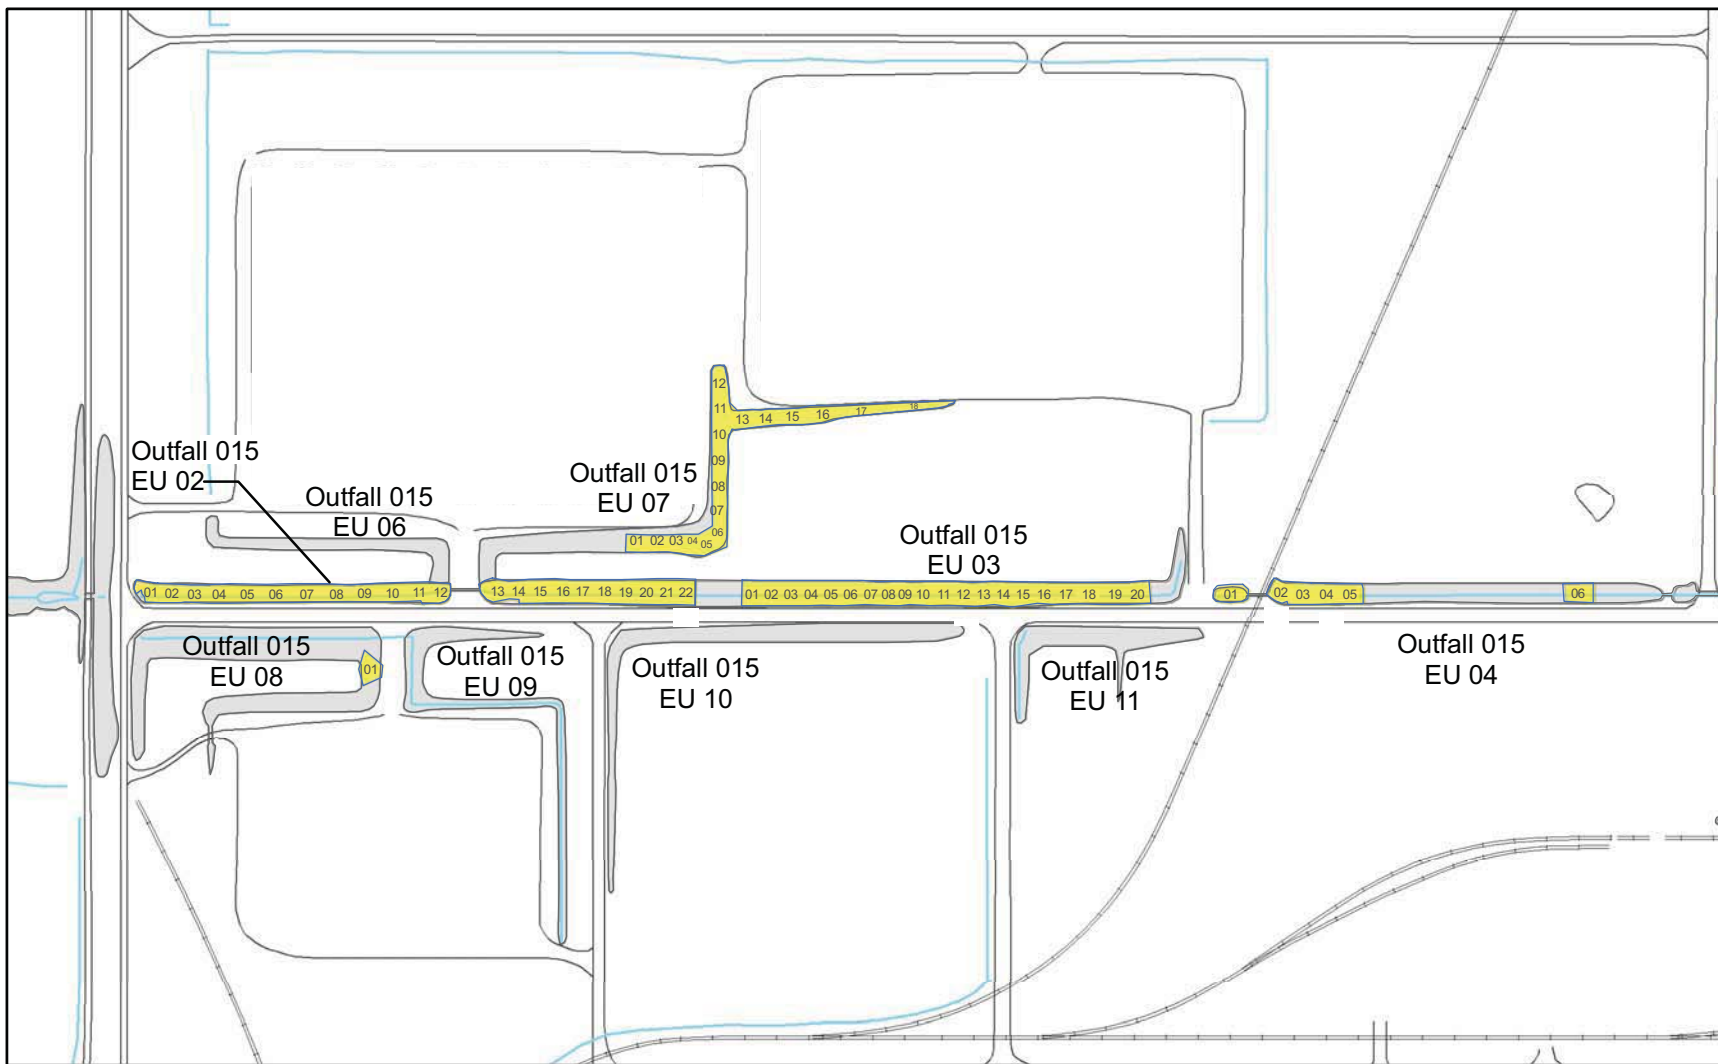 12
11
13 14 15 16 17 18
10
09
08
07
06
Outfall 015
EU 02
Outfall 015
EU 06
Outfall 015
EU 07
01 02 03 04 05
Outfall 015
EU 03
01 02 03 04 05 06 07 08 09 10 11 12
13 14 15 16 17 18 19 20 21 22
01 02 03 04 05 06 07 08 09 10 11 12 13 14 15 16 17 18 19 20
01
02 03 04 05
06
Outfall 015
EU 08
01
Outfall 015
EU 09
Outfall 015
EU 10
Outfall 015
EU 11
Outfall 015
EU 04